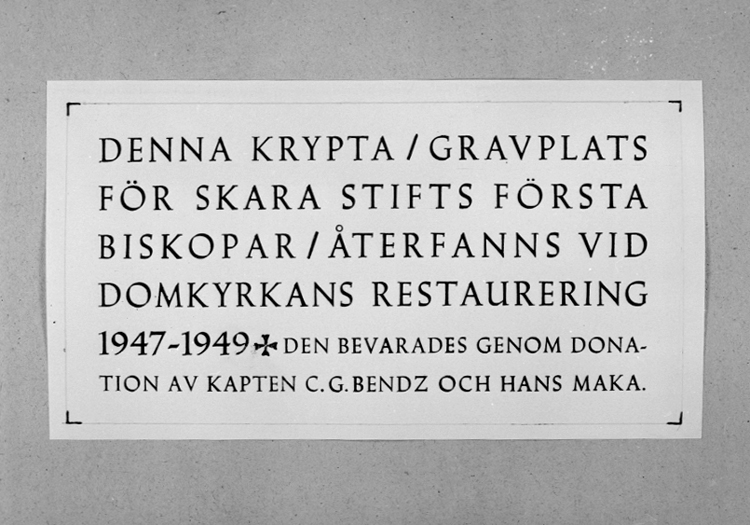 DENNA KRYPTA / GRAVPLATS
FÖR SKARA STIFTS FÖRSTA
BISKOPAR / ÅTERFANNS VID
DOMKYRKANS RESTAURERING
1947-1949 ✠ DEN BEVARADES GENOM DONA-
TION AV KAPTEN C.G. BENDZ OCH HANS MAKA.